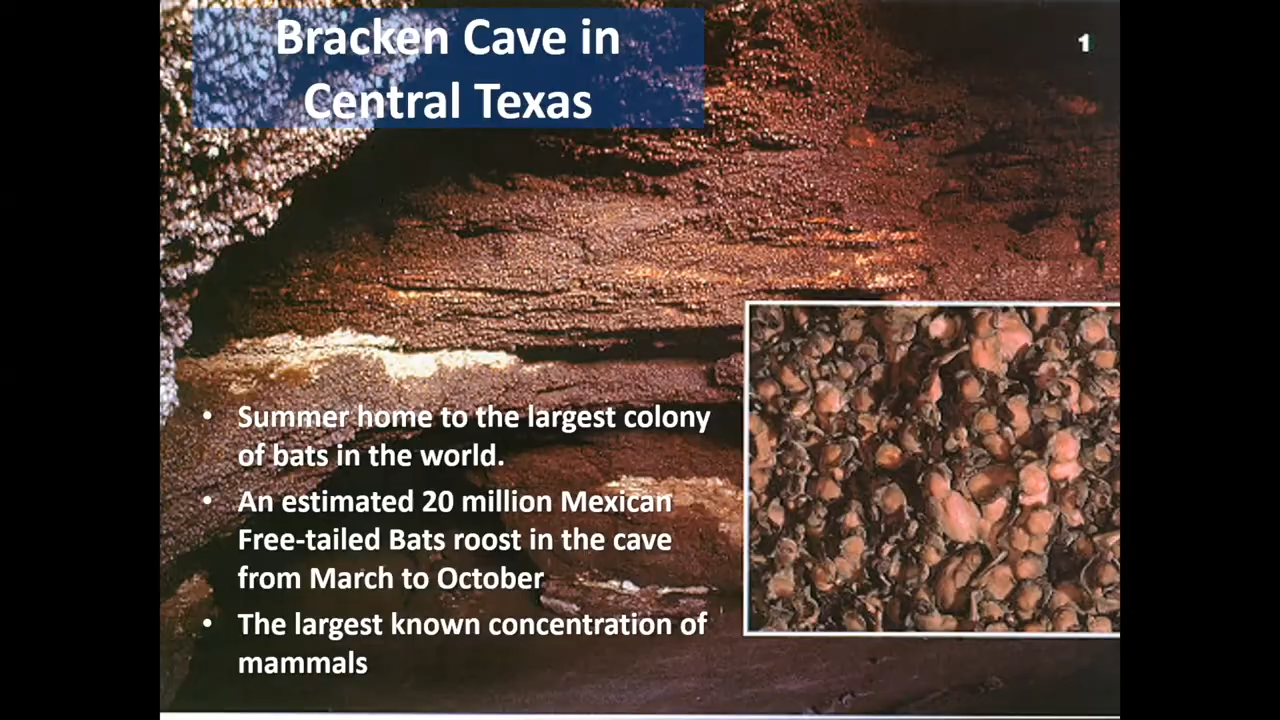 Bracken Cave in
Central Texas
1
• Summer home to the largest colony
of bats in the world.
• An estimated 20 million Mexican
Free-tailed Bats roost in the cave
from March to October
• The largest known concentration of
mammals